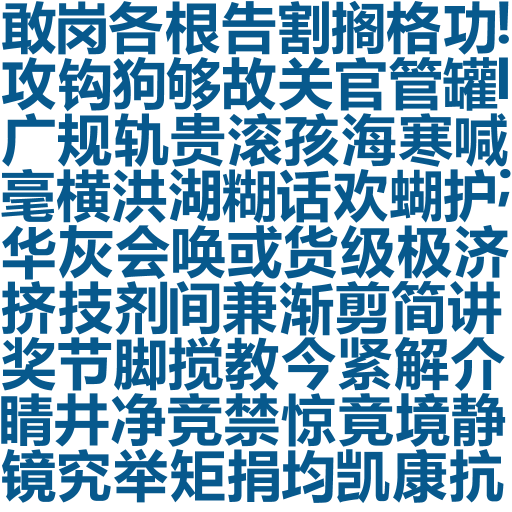 敢岗各根告割搁格功!
攻钩狗够故关官管罐|
广规轨贵滚孩海寒喊
毫横洪湖糊话欢蝴护;
华灰会唤或货级极济
挤技剂间兼渐剪简讲
奖节脚搅教今紧解介
睛井净竞禁惊竟境静
镜究举矩捐均凯康抗